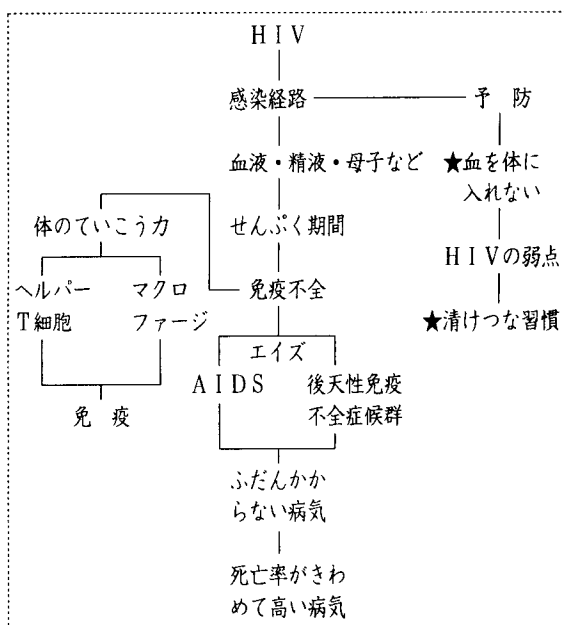 HIV
感染経路 予防
血液・精液・母子など ★血を体に
入れない
体のていこう力 せんぷく期間
HIVの弱点
ヘルパー マクロ 免疫不全
T細胞 ファージ ★清けつな習慣
エイズ
AIDS 後天性免疫
免疫 不全症候群
ふだんかか
らない病気
死亡率がきわ
めて高い病気